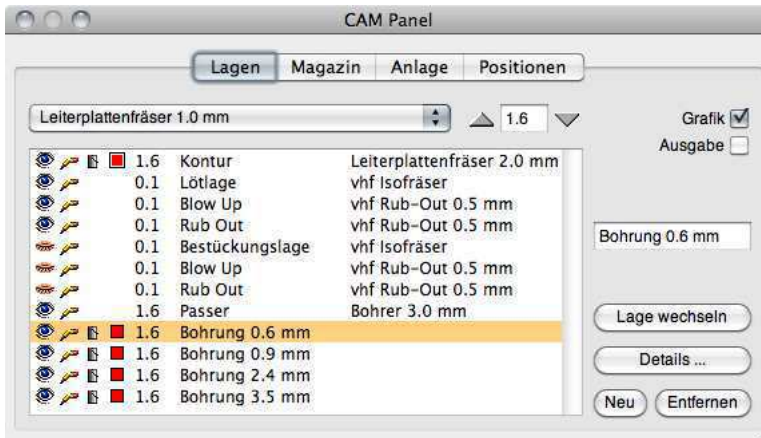 CAM Panel
Lagen Magazin Anlage Positionen
Leiterplattenfräser 1.0 mm 1.6 Grafik
Ausgabe
1.6 Kontur Leiterplattenfräser 2.0 mm
0.1 Lötlage vhf Isofräser
0.1 Blow Up vhf Rub-Out 0.5 mm
0.1 Rub Out vhf Rub-Out 0.5 mm
0.1 Bestückungslage vhf Isofräser
0.1 Blow Up vhf Rub-Out 0.5 mm
0.1 Rub Out vhf Rub-Out 0.5 mm
1.6 Passer Bohrer 3.0 mm
1.6 Bohrung 0.6 mm
1.6 Bohrung 0.9 mm
1.6 Bohrung 2.4 mm
1.6 Bohrung 3.5 mm
Bohrung 0.6 mm
Lage wechseln
Details ...
Neu Entfernen